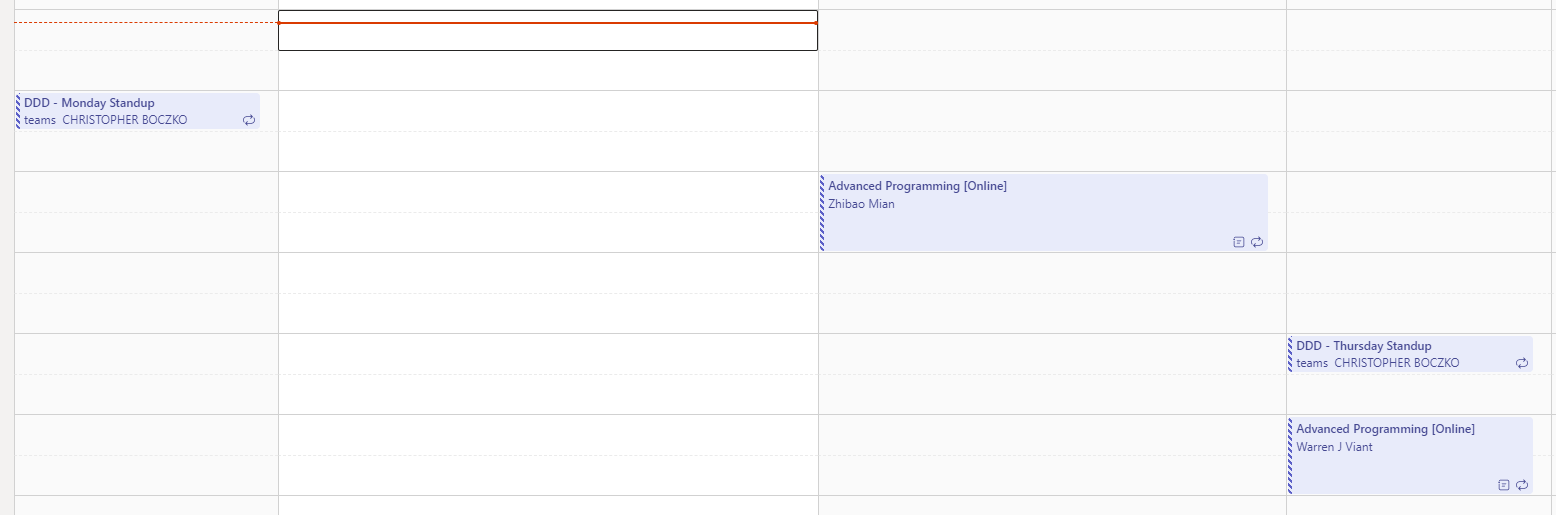 DDD - Monday Standup
teams CHRISTOPHER BOCZKO
Advanced Programming [Online]
Zhibao Mian
DDD - Thursday Standup
teams CHRISTOPHER BOCZKO
Advanced Programming [Online]
Warren J Viant